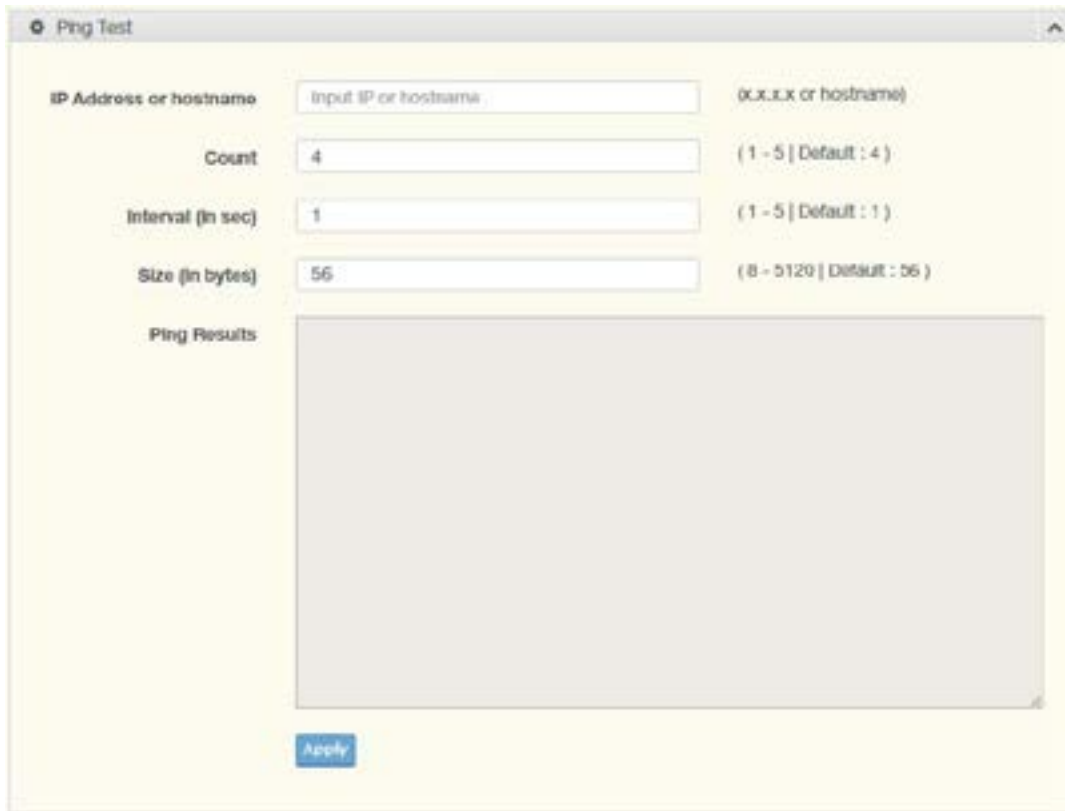 Ping Test
IP Address or hostname Input IP or hostname (x.x.x.x or hostname)
Count 4 ( 1 - 5 | Default : 4 )
Interval (in sec) 1 ( 1 - 5 | Default : 1 )
Size (in bytes) 56 ( 8 - 5120 | Default : 56 )
Ping Results
Apply